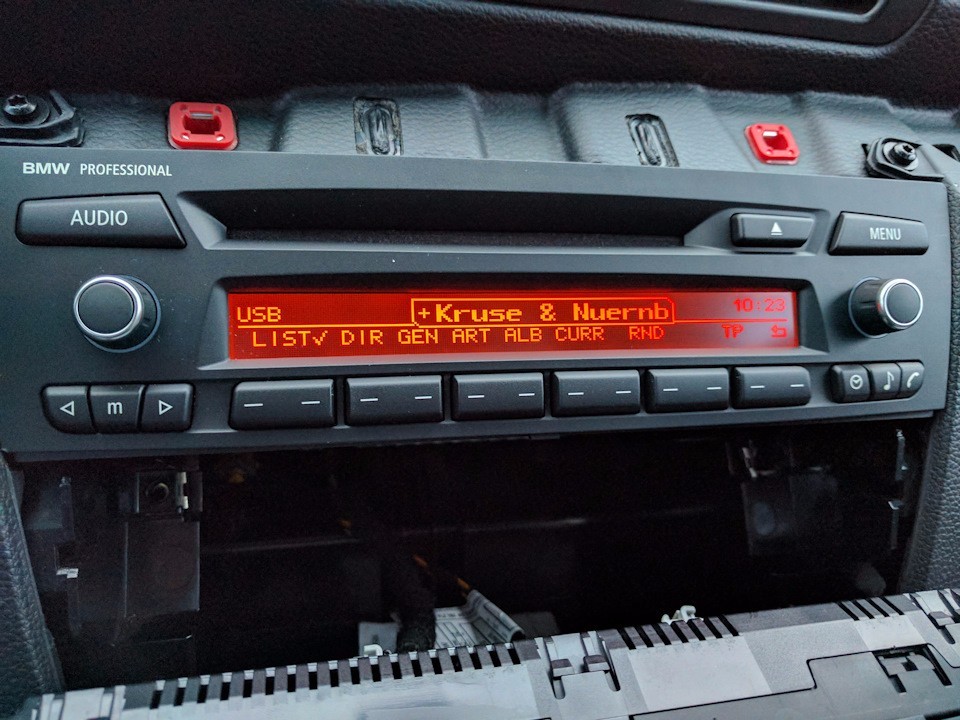 BMW PROFESSIONAL
AUDIO
MENU
USB +Kruse & Nuernb 10:23
LIST✓ DIR GEN ART ALB CURR RND TP
m